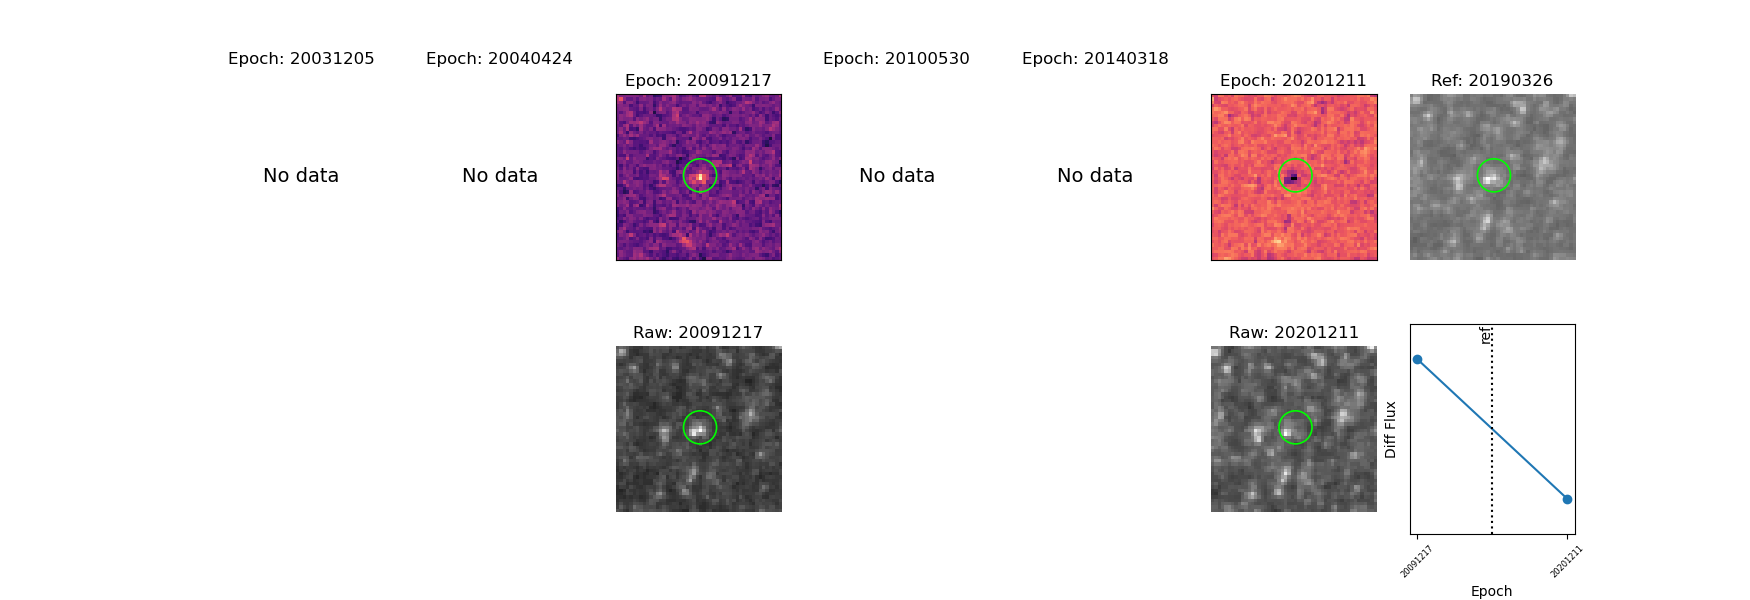 Epoch: 20031205
Epoch: 20040424
Epoch: 20091217
Epoch: 20100530
Epoch: 20140318
Epoch: 20201211
Ref: 20190326
No data
No data
No data
No data
Raw: 20091217
Raw: 20201211
ref
Diff Flux
20091217
20201211
Epoch